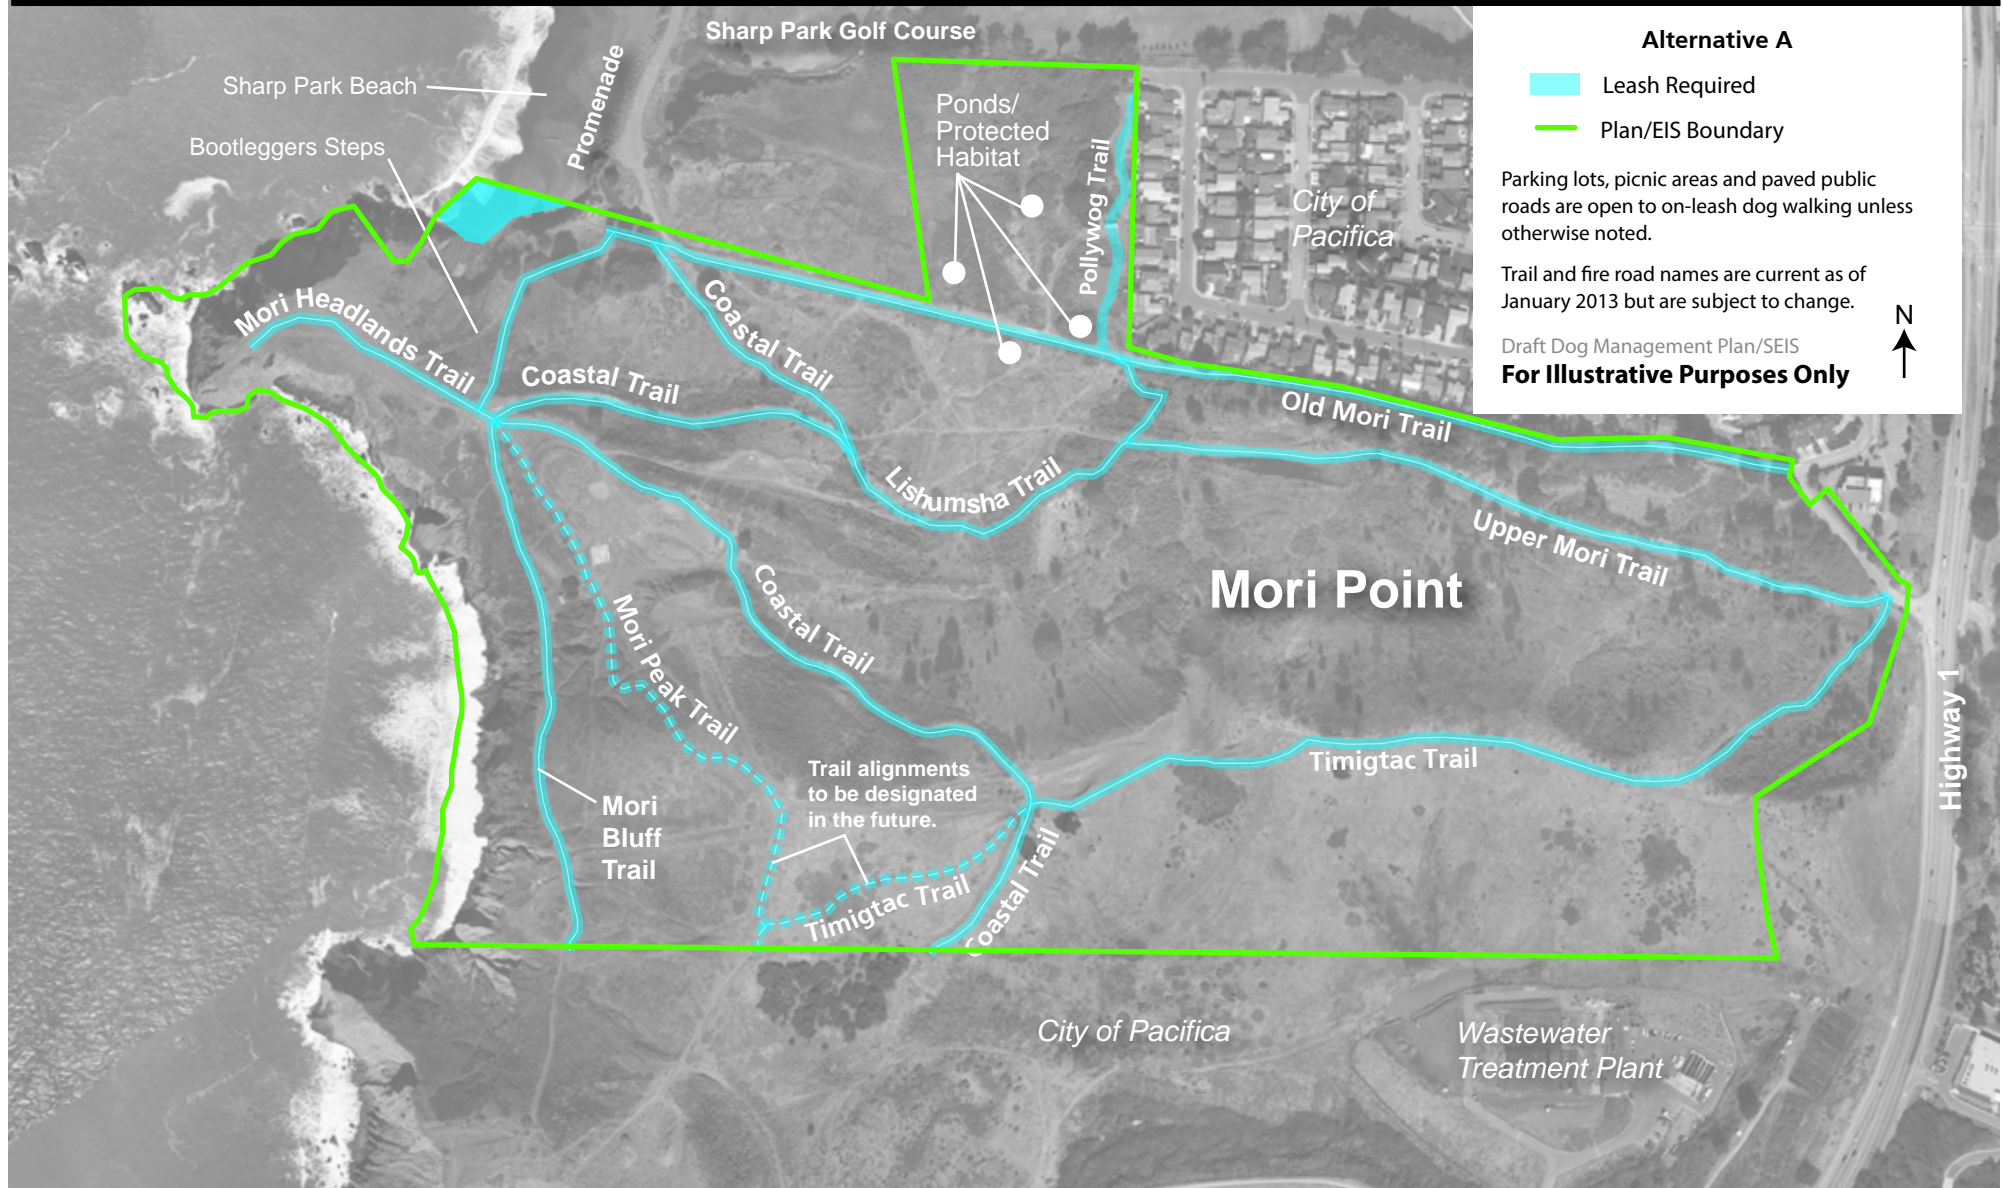 Sharp Park Golf Course
Sharp Park Beach
Promenade
Bootleggers Steps
Ponds/
Protected
Habitat
Pollywog Trail
City of
Pacifica
Alternative A
Leash Required
Plan/EIS Boundary
Parking lots, picnic areas and paved public
roads are open to on-leash dog walking unless
otherwise noted.
Trail and fire road names are current as of
January 2013 but are subject to change.
Draft Dog Management Plan/SEIS
For Illustrative Purposes Only
N
Mori Headlands Trail
Coastal Trail
Coastal Trail
Old Mori Trail
Lishumsha Trail
Upper Mori Trail
Mori Point
Coastal Trail
Mori Peak Trail
Highway 1
Timigtac Trail
Trail alignments
to be designated
in the future.
Mori
Bluff
Trail
Timigtac Trail
Coastal Trail
City of Pacifica
Wastewater
Treatment Plant